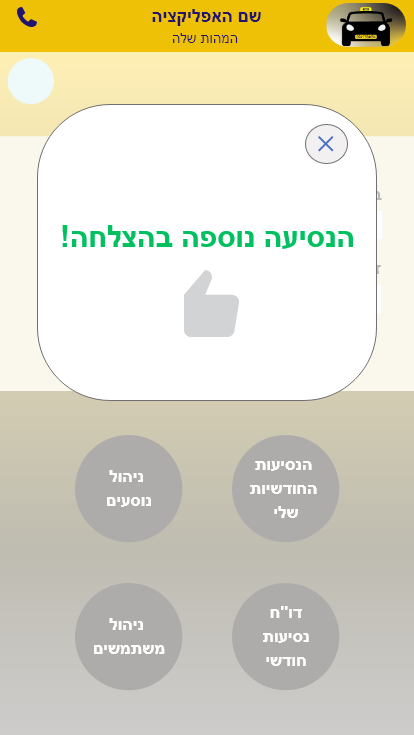 שם האפליקציה
המהות שלה
הנסיעה נוספה בהצלחה!
הנסיעות
החודשיות
שלי
ניהול
נוסעים
דו"ח
נסיעות
חודשי
ניהול
משתמשים